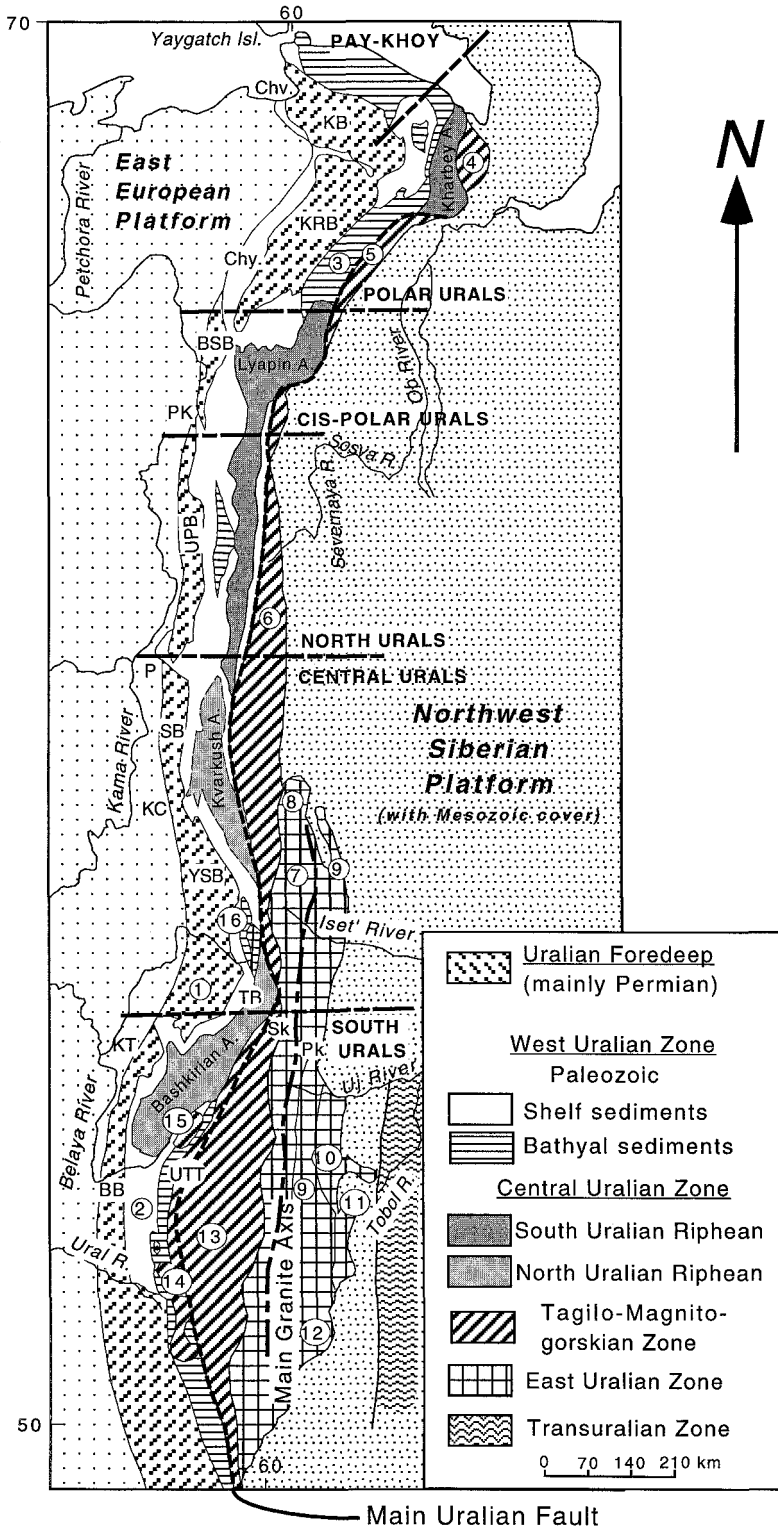 70
60
Yaygatch Isl.
PAY-KHOY
Chv.
KB
N
East
European
Platform
Kharbey A.
4
Petchora River
KRB
Chy.
3
5
POLAR URALS
BSB
Lyapin A.
Ob River
PK
CIS-POLAR URALS
Sosva R.
UPB
Severnaya R.
6
NORTH URALS
P
CENTRAL URALS
SB
Kvarkush A.
Kama River
Northwest
Siberian
Platform
(with Mesozoic cover)
KC
8
YSB
7
9
16
Iset' River
1
TR
Sk
SOUTH
URALS
KT
Pk
Uj River
Bashkirian A.
Belaya River
15
10
UTT
BB
9
11
2
Tobol R.
13
Ural R.
14
Main Granite Axis
12
50
60
Uralian Foredeep
(mainly Permian)
West Uralian Zone
Paleozoic
Shelf sediments
Bathyal sediments
Central Uralian Zone
South Uralian Riphean
North Uralian Riphean
Tagilo-Magnito-
gorskian Zone
East Uralian Zone
Transuralian Zone
0 70 140 210 km
Main Uralian Fault